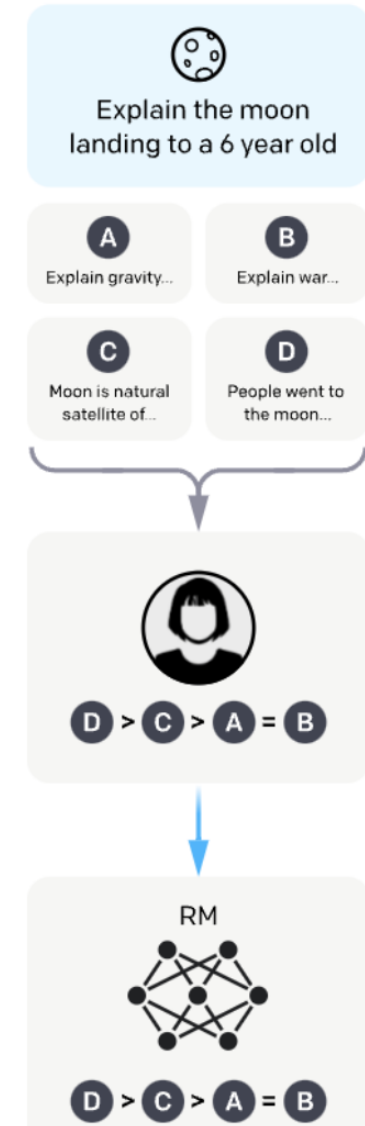 Explain the moon
landing to a 6 year old
A
B
Explain gravity...
Explain war...
C
D
Moon is natural
satellite of...
People went to
the moon...
D > C > A = B
RM
D > C > A = B